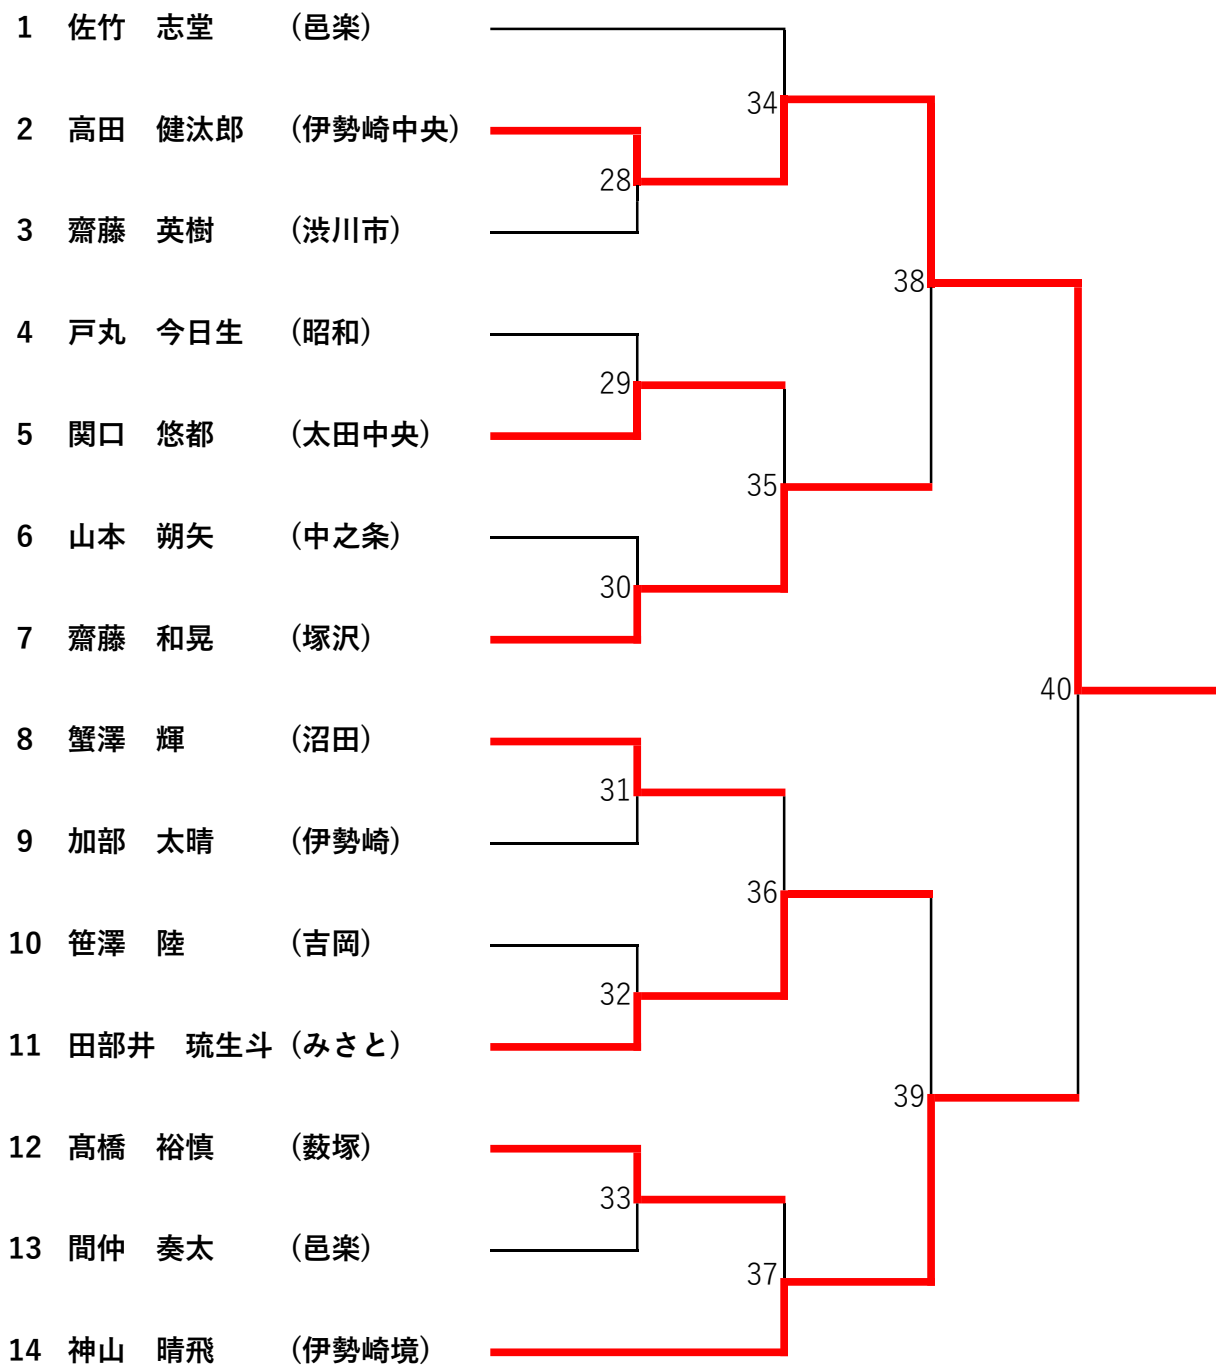 1 佐竹　志堂 (邑楽)
34
2 高田　健汰郎 (伊勢崎中央)
28
3 齋藤　英樹 (渋川市)
38
4 戸丸　今日生 (昭和)
29
5 関口　悠都 (太田中央)
35
6 山本　朔矢 (中之条)
30
7 齋藤　和晃 (塚沢)
40
8 蟹澤　輝 (沼田)
31
9 加部　太晴 (伊勢崎)
36
10 笹澤　陸 (吉岡)
32
11 田部井　琉生斗 (みさと)
39
12 髙橋　裕慎 (薮塚)
33
13 間仲　奏太 (邑楽)
37
14 神山　晴飛 (伊勢崎境)